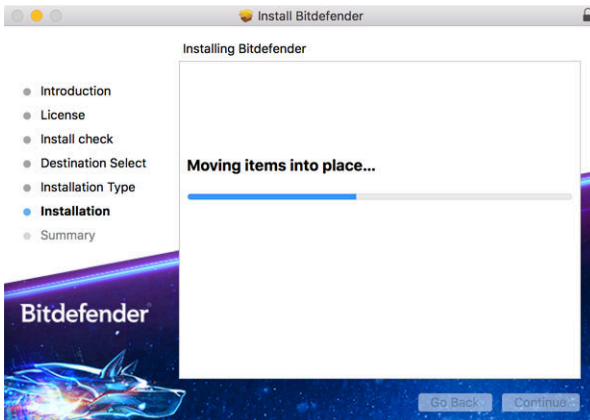 Install Bitdefender
Installing Bitdefender
Introduction
License
Install check
Destination Select
Installation Type
Installation
Summary
Moving items into place...
Bitdefender
Go Back
Continue